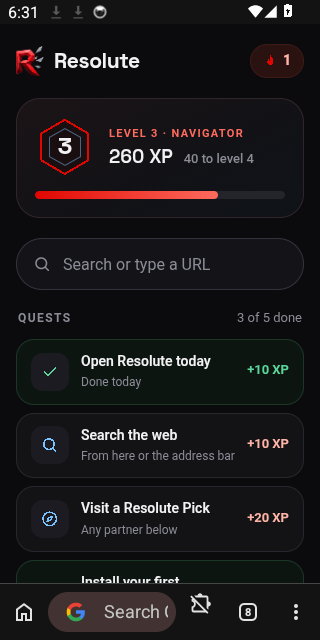 6:31
Resolute
1
LEVEL 3 · NAVIGATOR
3
260 XP 40 to level 4
Search or type a URL
QUESTS 3 of 5 done
Open Resolute today
Done today
+10 XP
Search the web
From here or the address bar
+10 XP
Visit a Resolute Pick
Any partner below
+20 XP
Install your first
Search
8